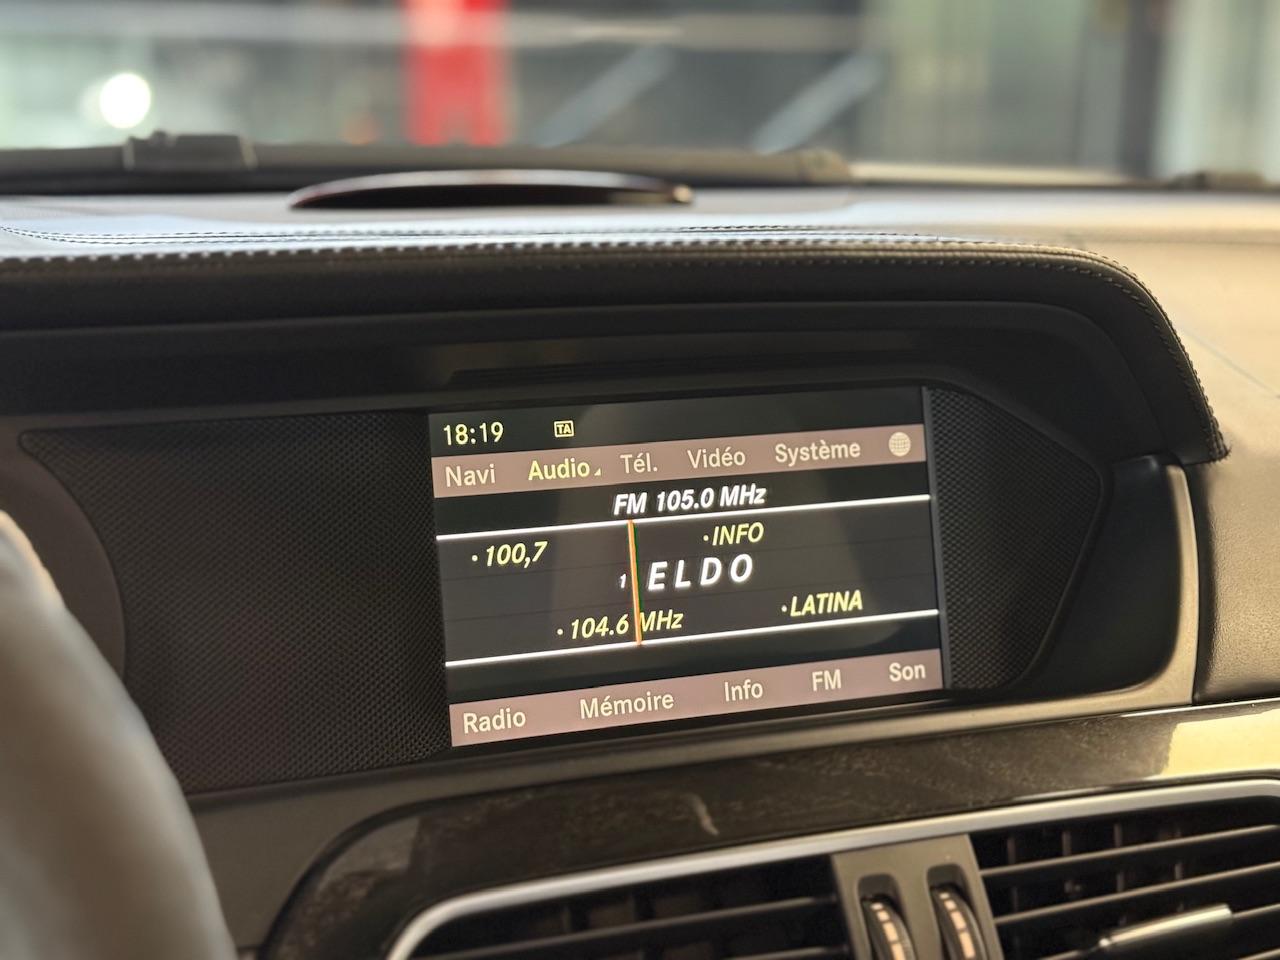 18:19 TA
Navi Audio Tél. Vidéo Système
FM 105.0 MHz
· 100,7 · INFO
1 ELDO
· 104.6 MHz · LATINA
Radio Mémoire Info FM Son